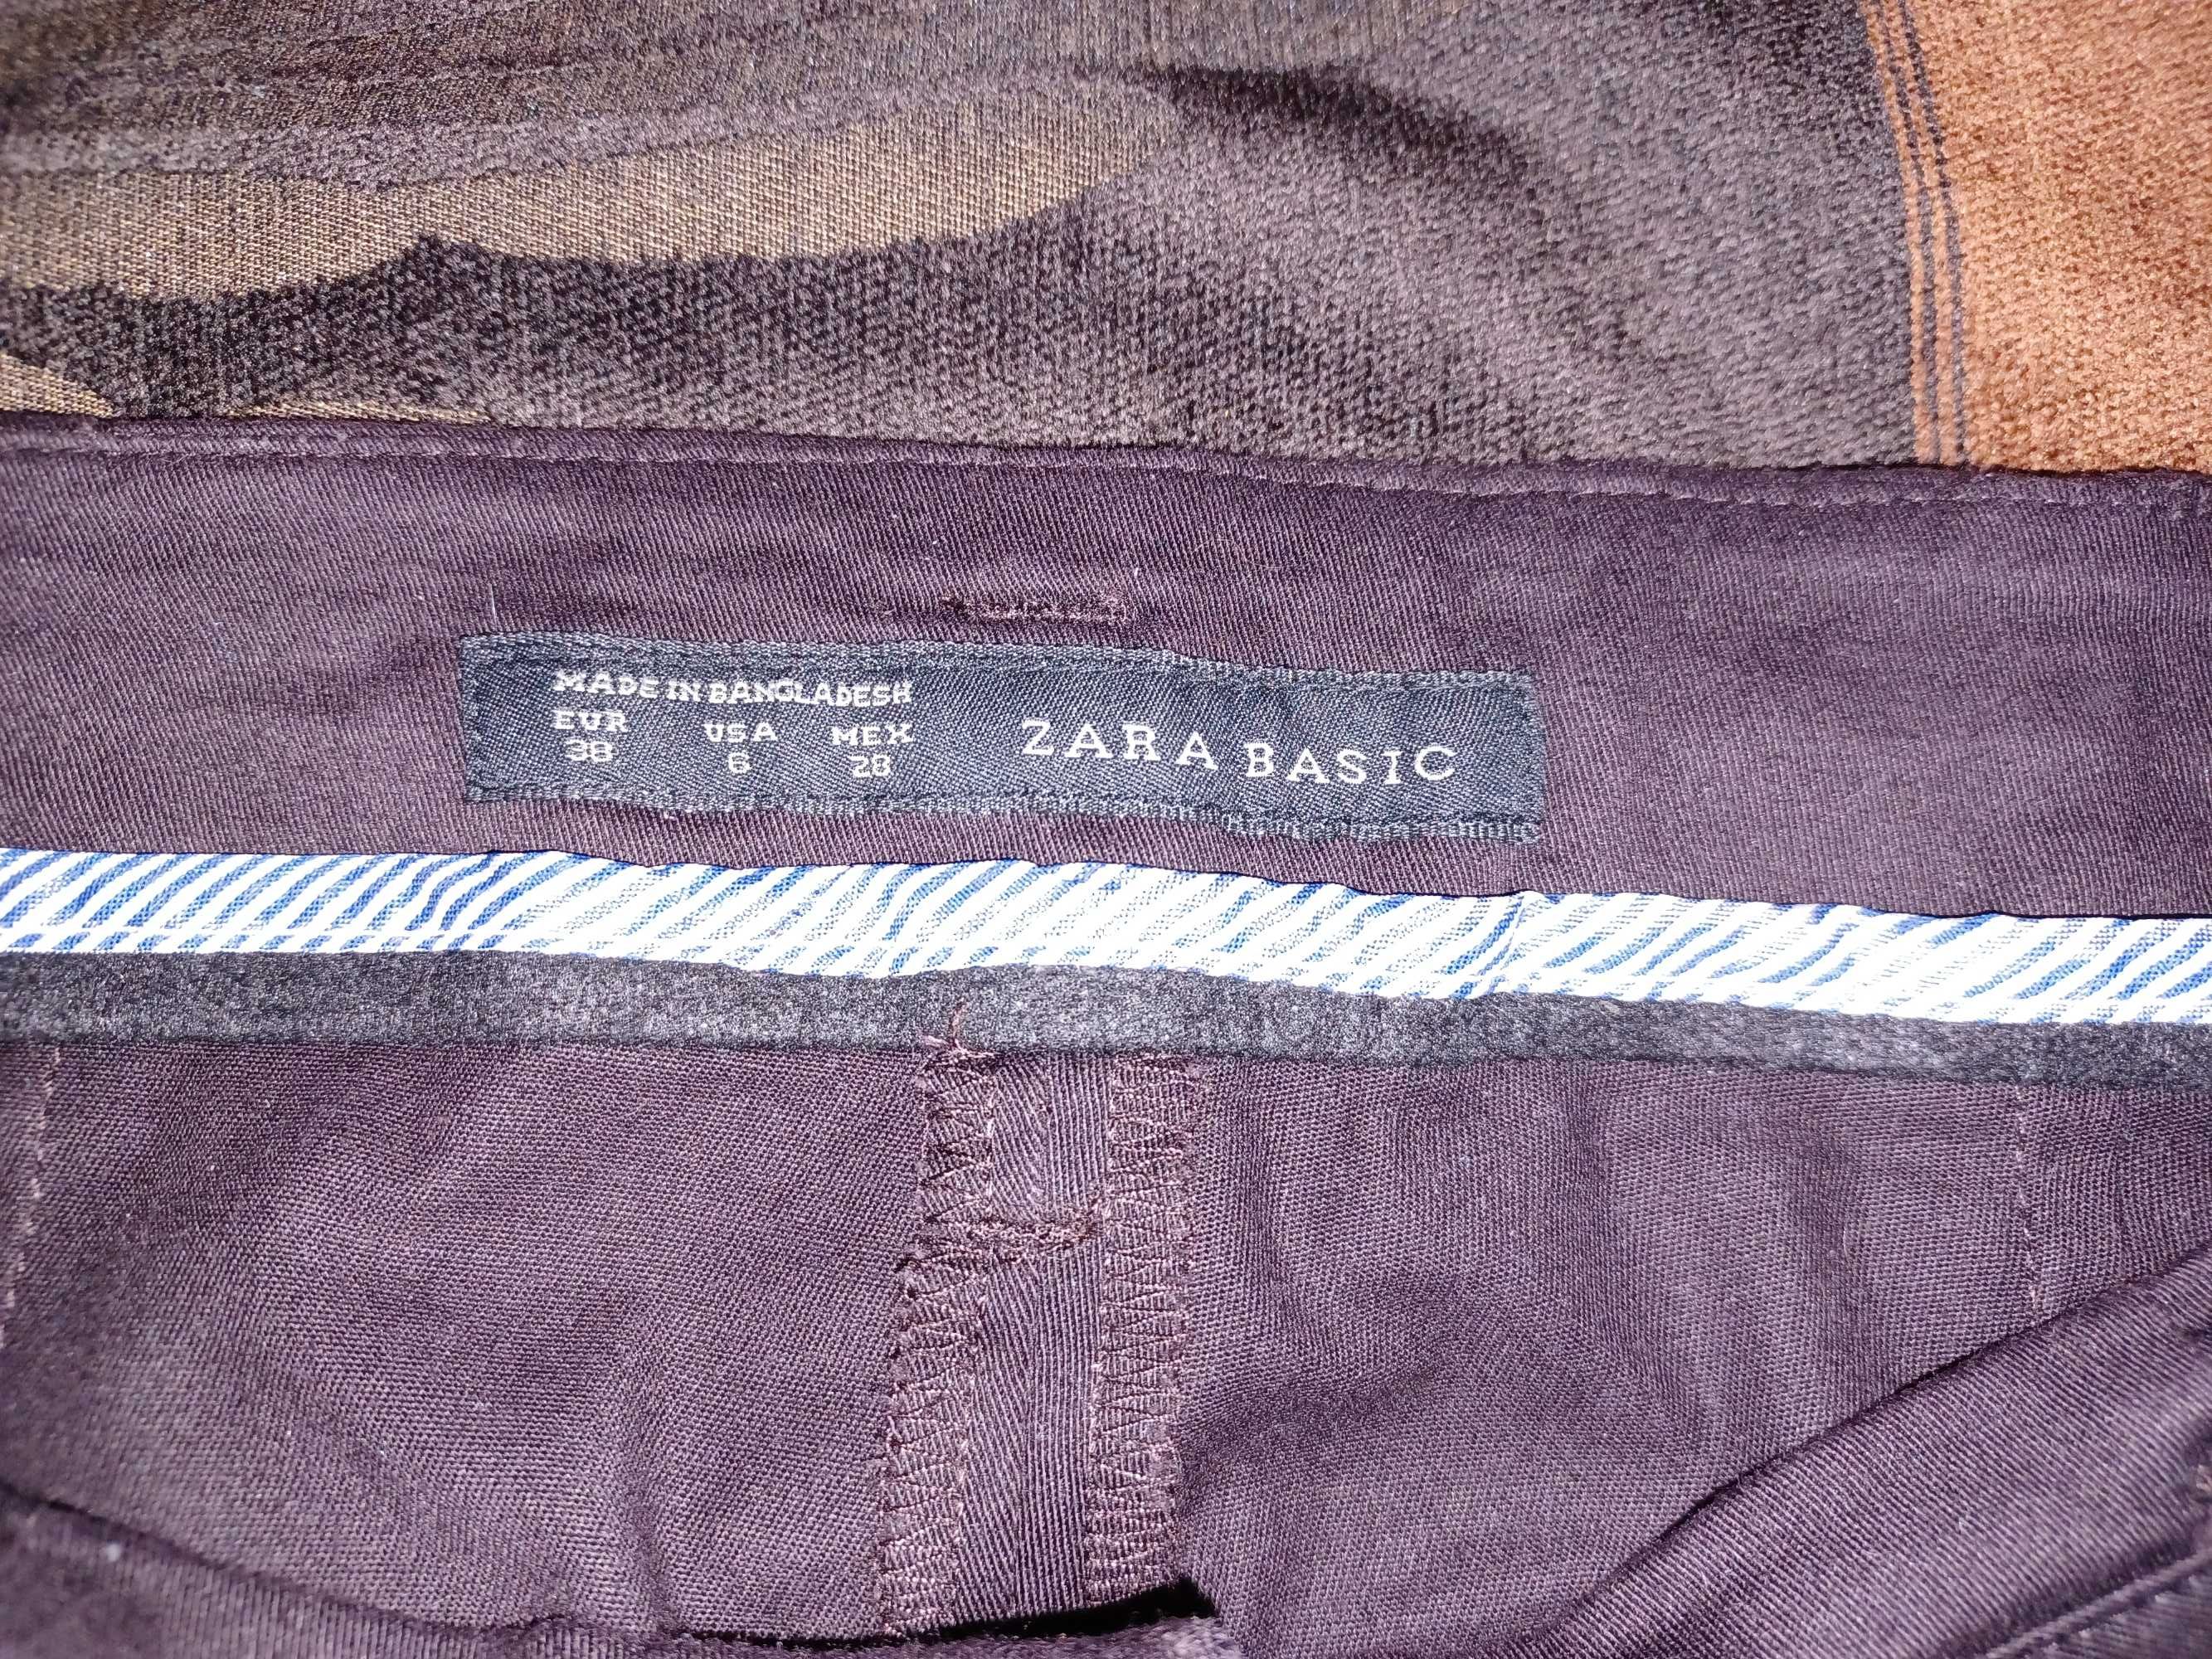 MADE IN BANGLADESH
EUR USA MEX
38 6 28
ZARA BASIC